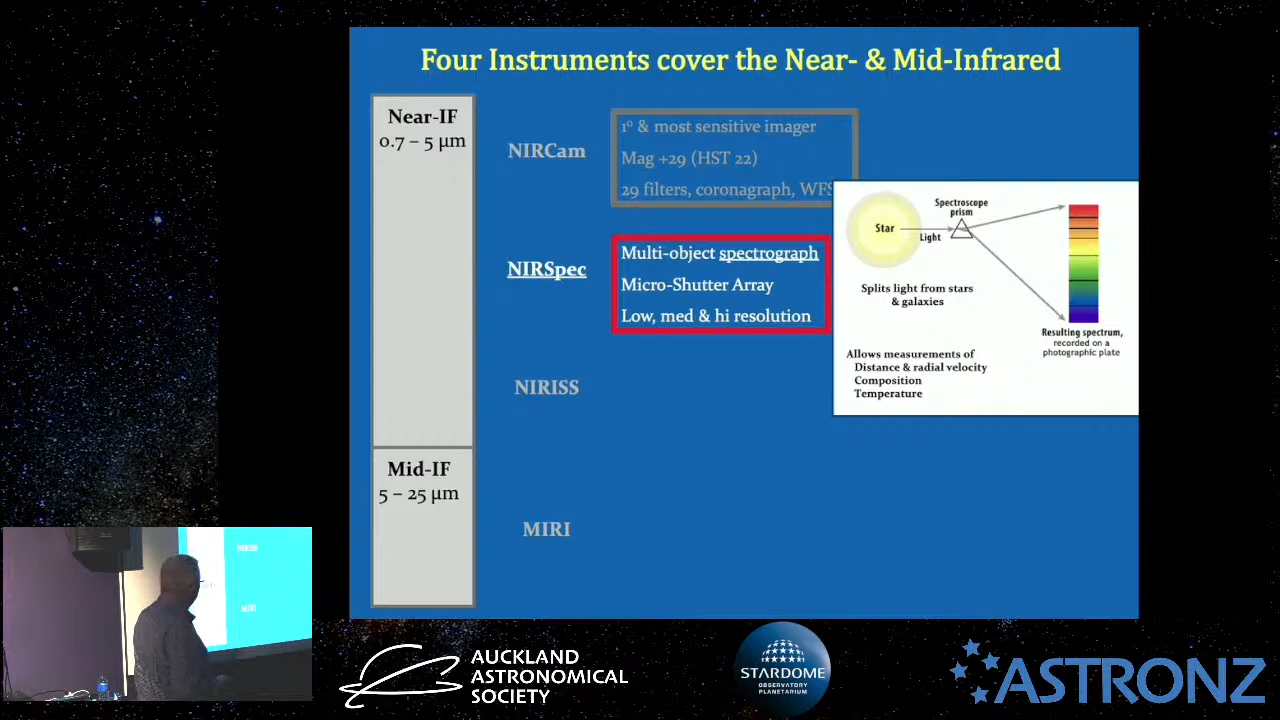 Four Instruments cover the Near- & Mid-Infrared
Near-IF
0.7 – 5 µm
NIRCam
1º & most sensitive imager
Mag +29 (HST 22)
29 filters, coronagraph, WFS
NIRSpec
Multi-object spectrograph
Micro-Shutter Array
Low, med & hi resolution
Star
Light
Spectroscope
prism
Splits light from stars
& galaxies
Resulting spectrum,
recorded on a
photographic plate
Allows measurements of
Distance & radial velocity
Composition
Temperature
NIRISS
Mid-IF
5 – 25 µm
MIRI
NIRISS
MIRI
AUCKLAND
ASTRONOMICAL
SOCIETY
STARDOME
OBSERVATORY
PLANETARIUM
ASTRONZ